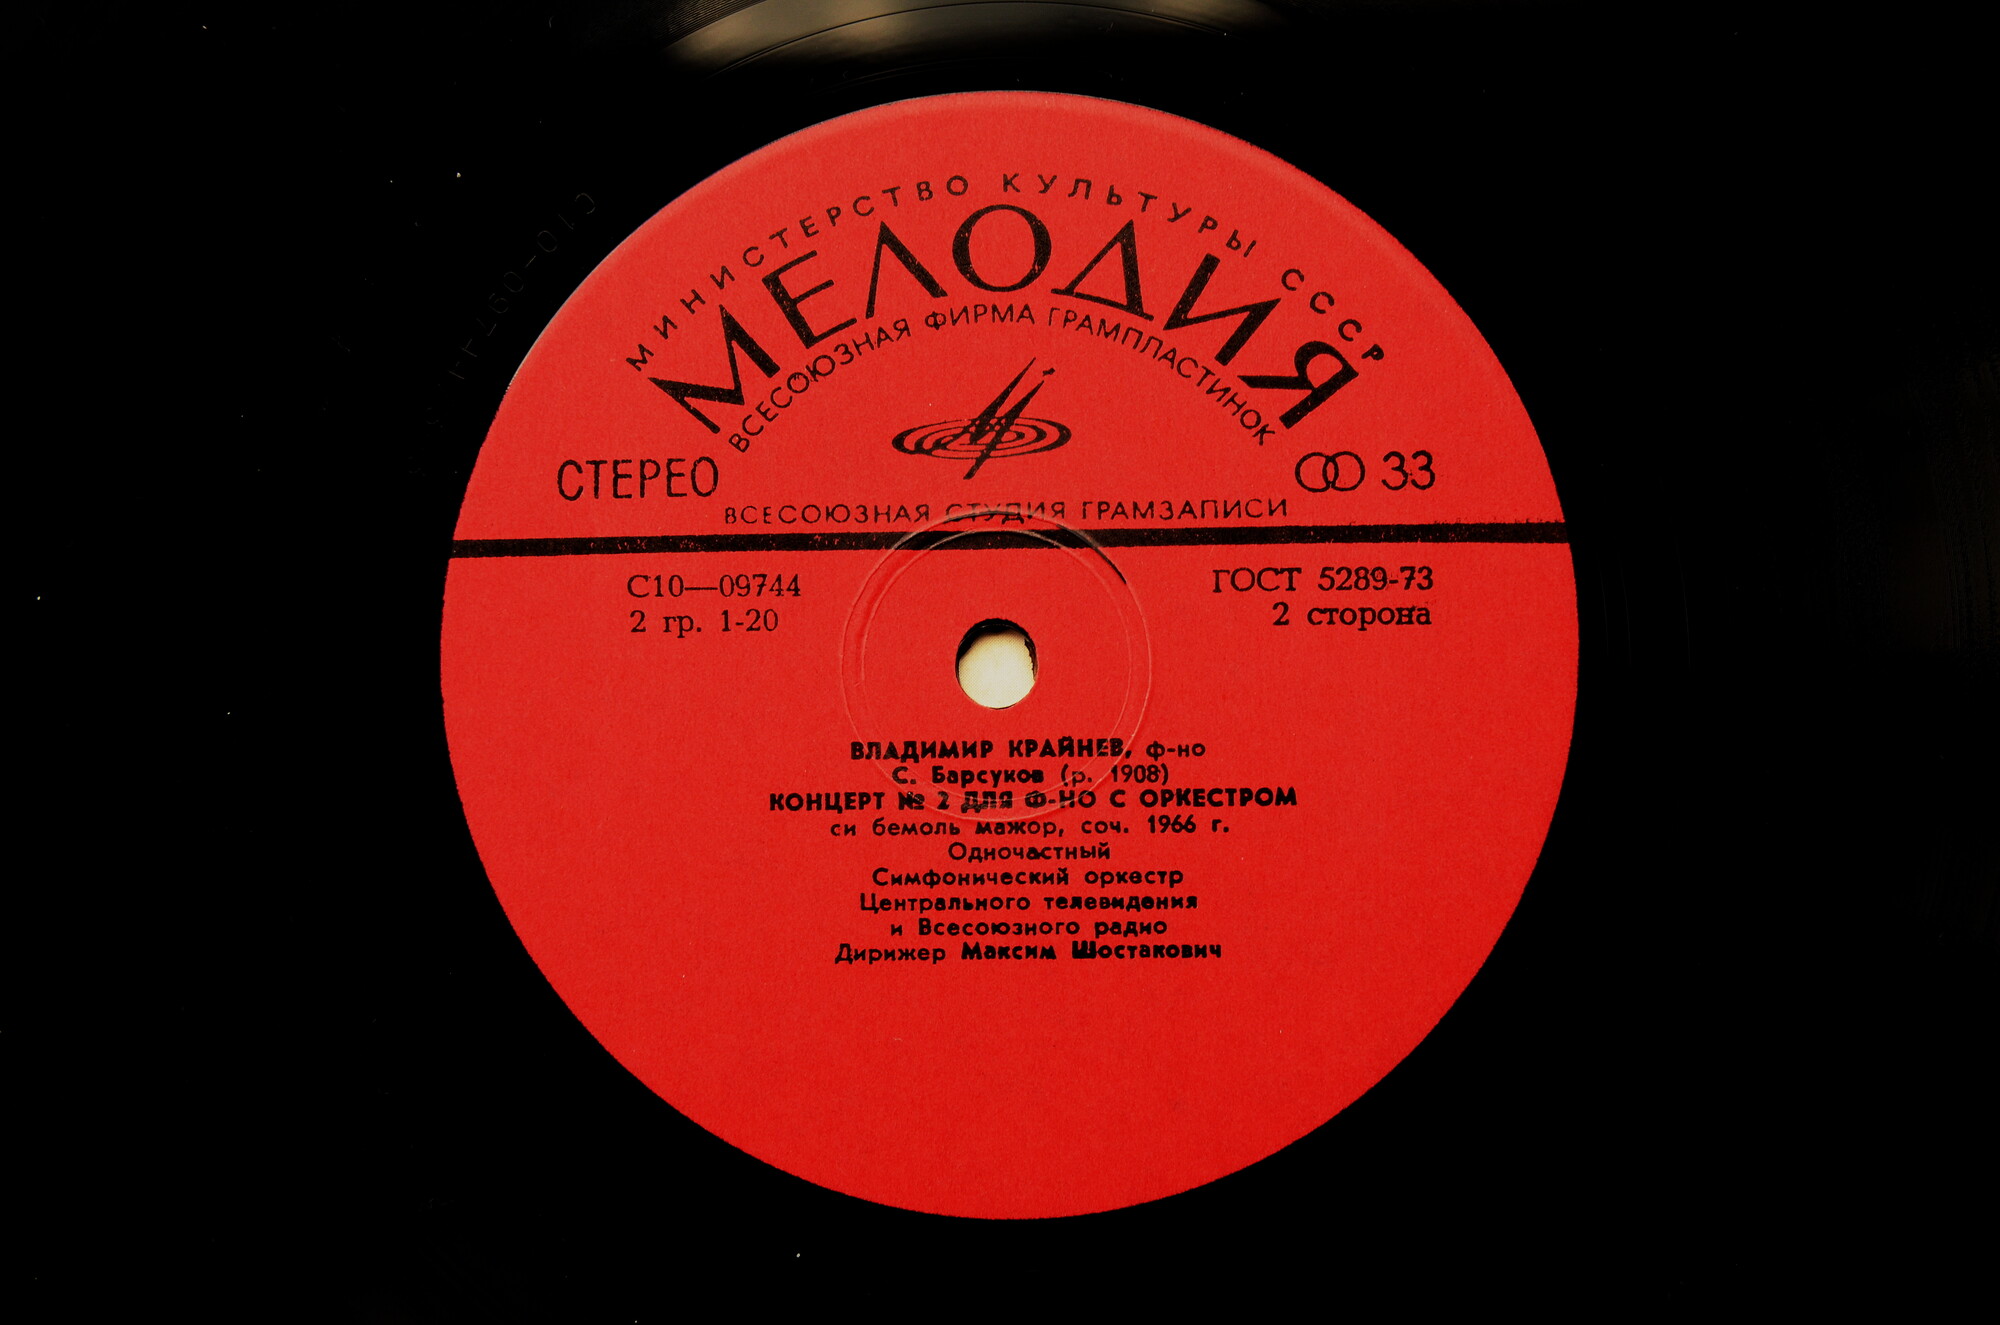 МИНИСТЕРСТВО КУЛЬТУРЫ СССР
МЕЛОДИЯ
ВСЕСОЮЗНАЯ ФИРМА ГРАМПЛАСТИНОК
СТЕРЕО
33
ВСЕСОЮЗНАЯ СТУДИЯ ГРАМЗАПИСИ
С10—09744
ГОСТ 5289-73
2 гр. 1-20
2 сторона
ВЛАДИМИР КРАЙНЕВ, ф-но
С. Барсуков (р. 1908)
КОНЦЕРТ № 2 ДЛЯ Ф-НО С ОРКЕСТРОМ
си бемоль мажор, соч. 1966 г.
Одночастный
Симфонический оркестр
Центрального телевидения
и Всесоюзного радио
Дирижер Максим Шостакович